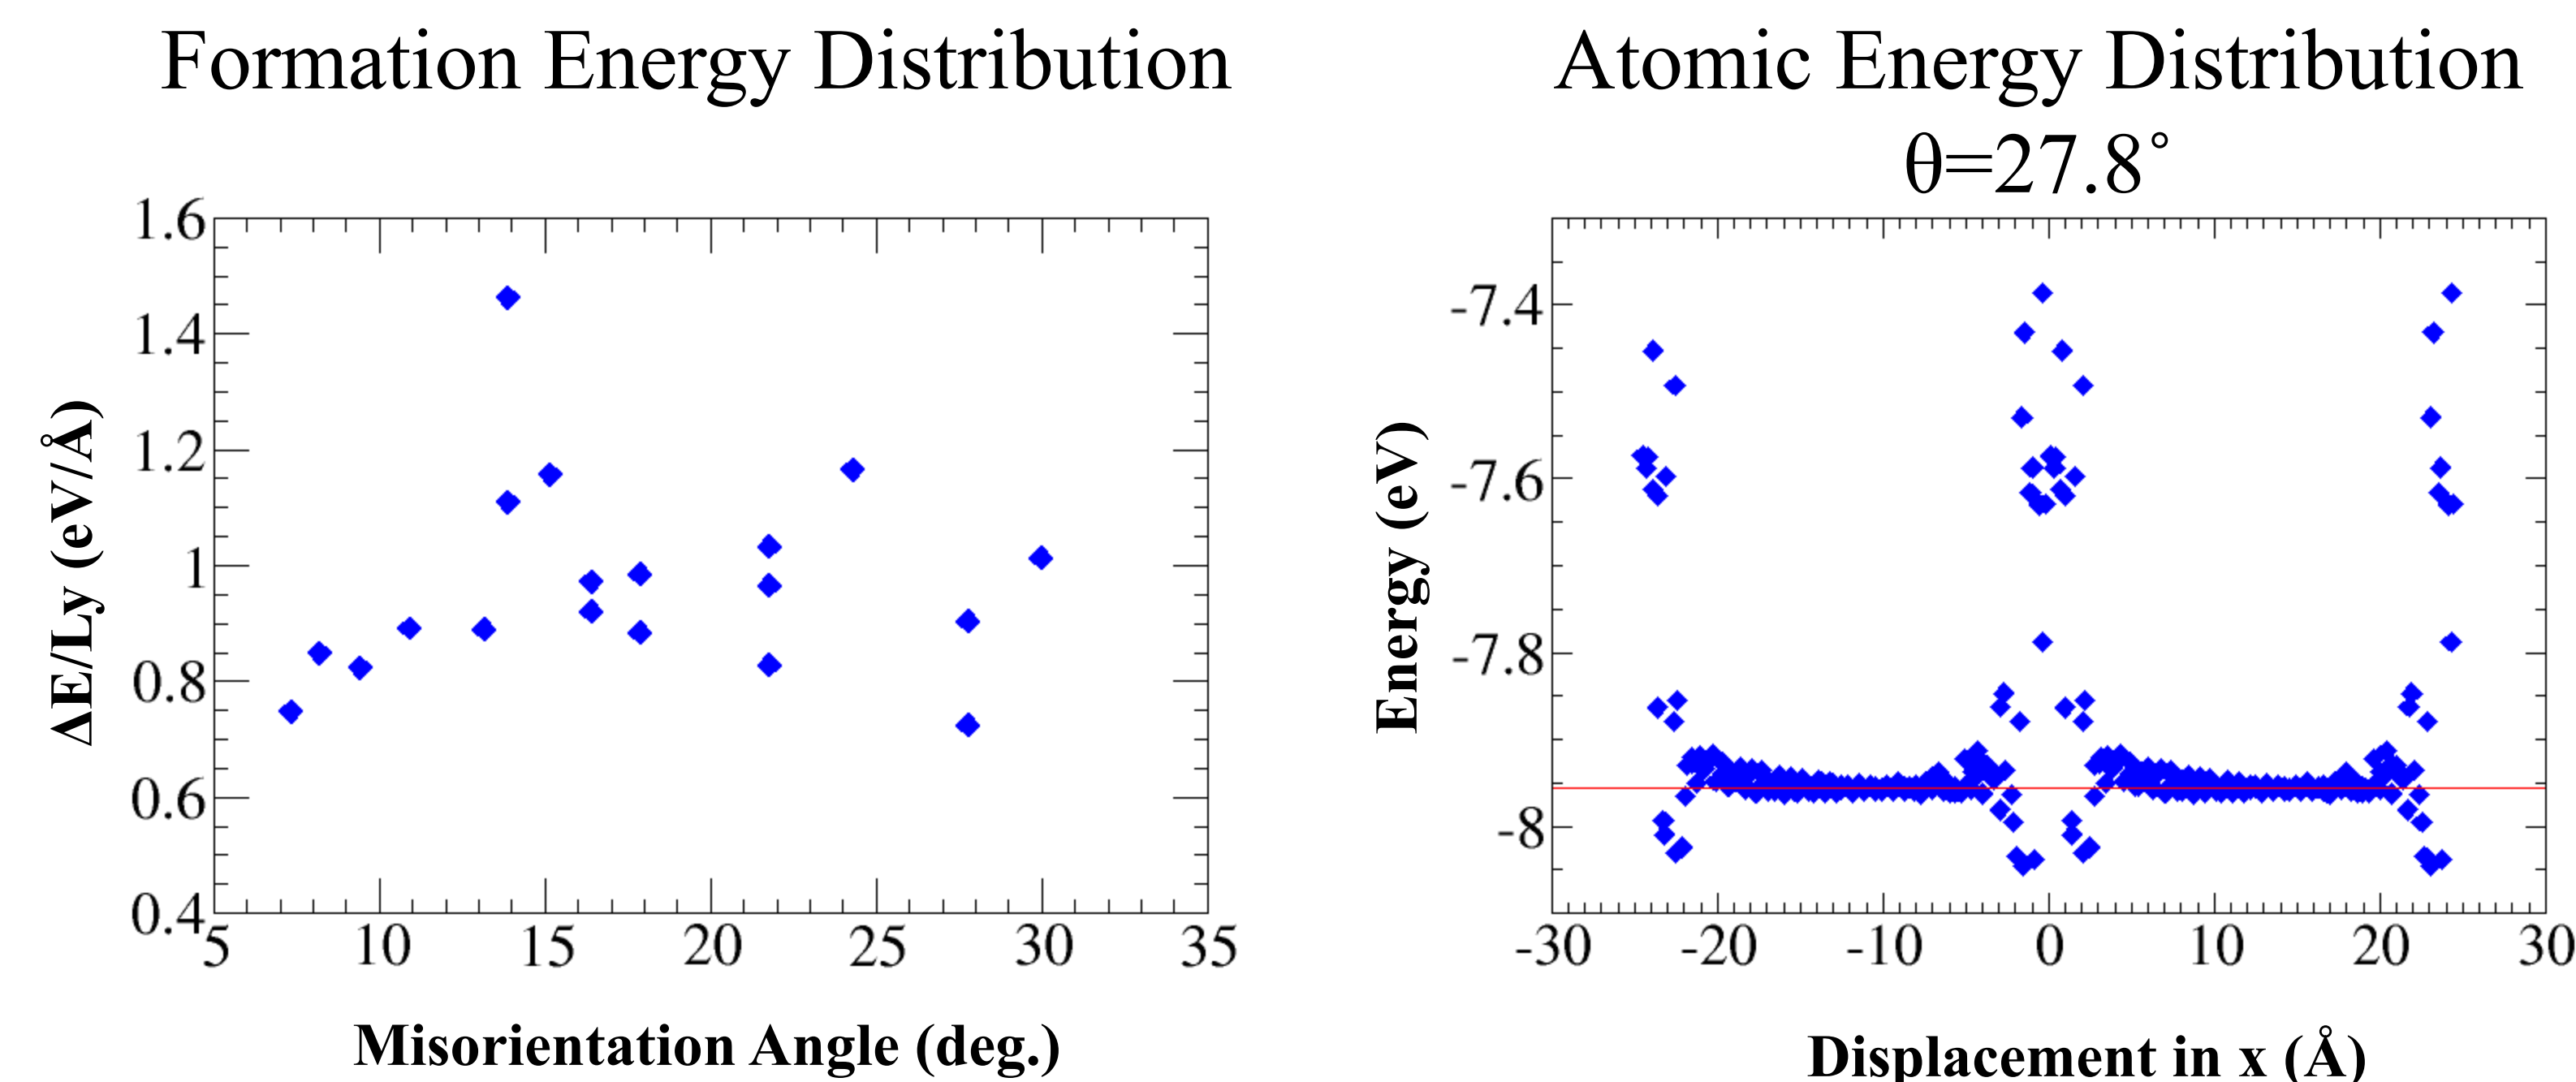 Formation Energy Distribution
1.6
1.4
1.2
1
0.8
0.6
0.4
5 10 15 20 25 30 35
ΔE/Ly (eV/Å)
Misorientation Angle (deg.)
Atomic Energy Distribution
θ=27.8°
-7.4
-7.6
-7.8
-8
-30 -20 -10 0 10 20 30
Energy (eV)
Displacement in x (Å)